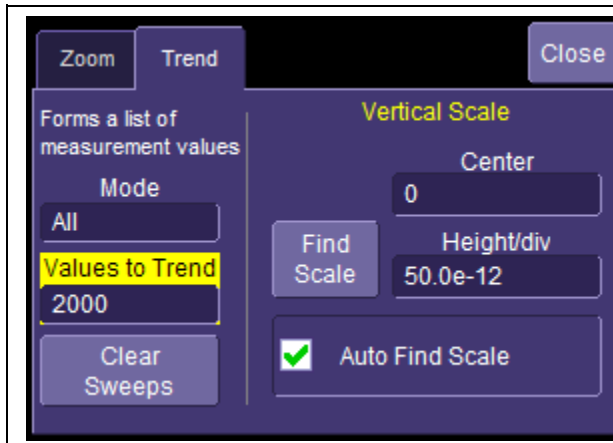 Zoom
Trend
Close
Forms a list of
measurement values
Mode
All
Values to Trend
2000
Clear
Sweeps
Vertical Scale
Center
0
Find
Scale
Height/div
50.0e-12
Auto Find Scale